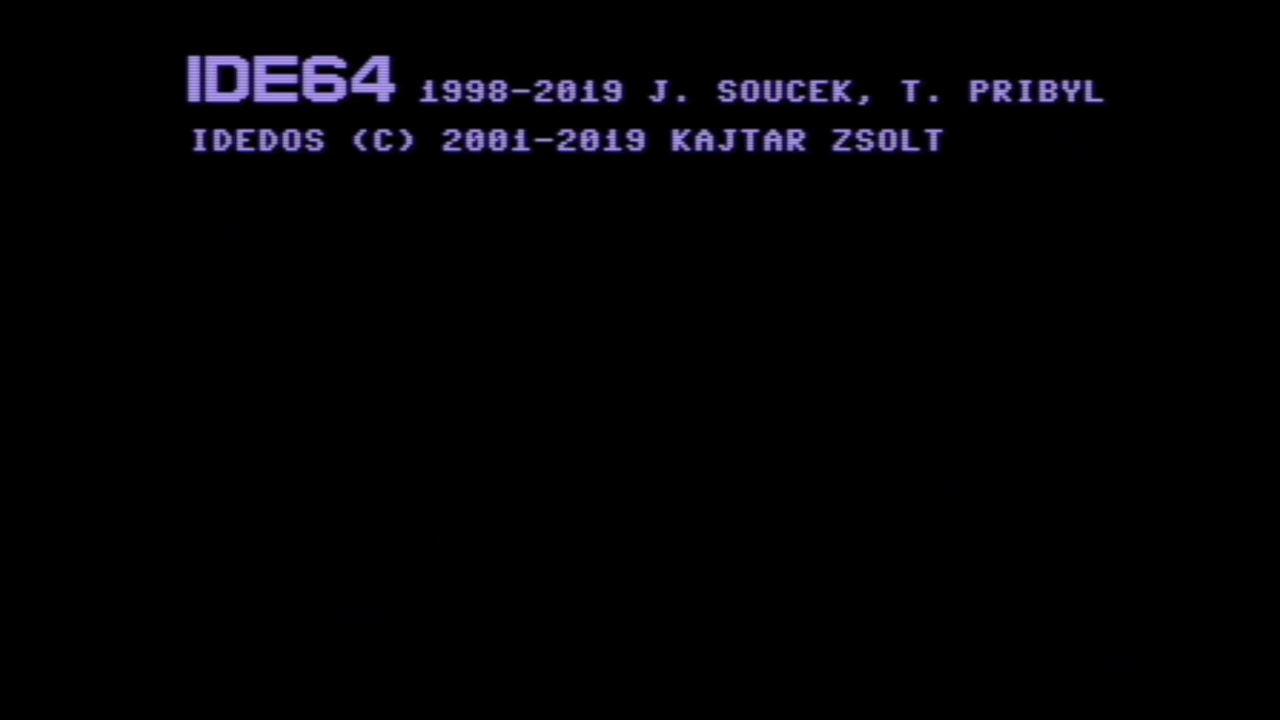 IDE64 1998-2019 J. SOUCEK, T. PRIBYL
IDEDOS (C) 2001-2019 KAJTAR ZSOLT